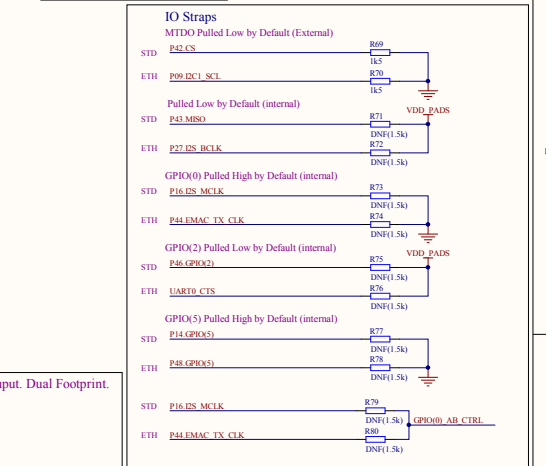 IO Straps
MTDO Pulled Low by Default (External)
STD P42.CS R69 1k5
ETH P09.I2C1_SCL R70 1k5
Pulled Low by Default (internal)
VDD_PADS
STD P43.MISO R71 DNF(1.5k)
ETH P27.I2S_BCLK R72 DNF(1.5k)
GPIO(0) Pulled High by Default (internal)
STD P16.I2S_MCLK R73 DNF(1.5k)
ETH P44.EMAC_TX_CLK R74 DNF(1.5k)
GPIO(2) Pulled Low by Default (internal)
VDD_PADS
STD P46.GPIO(2) R75 DNF(1.5k)
ETH UART0_CTS R76 DNF(1.5k)
GPIO(5) Pulled High by Default (internal)
STD P14.GPIO(5) R77 DNF(1.5k)
ETH P48.GPIO(5) R78 DNF(1.5k)
put. Dual Footprint.
STD P16.I2S_MCLK R79 DNF(1.5k) GPIO(0)_AB_CTRL
ETH P44.EMAC_TX_CLK R80 DNF(1.5k)